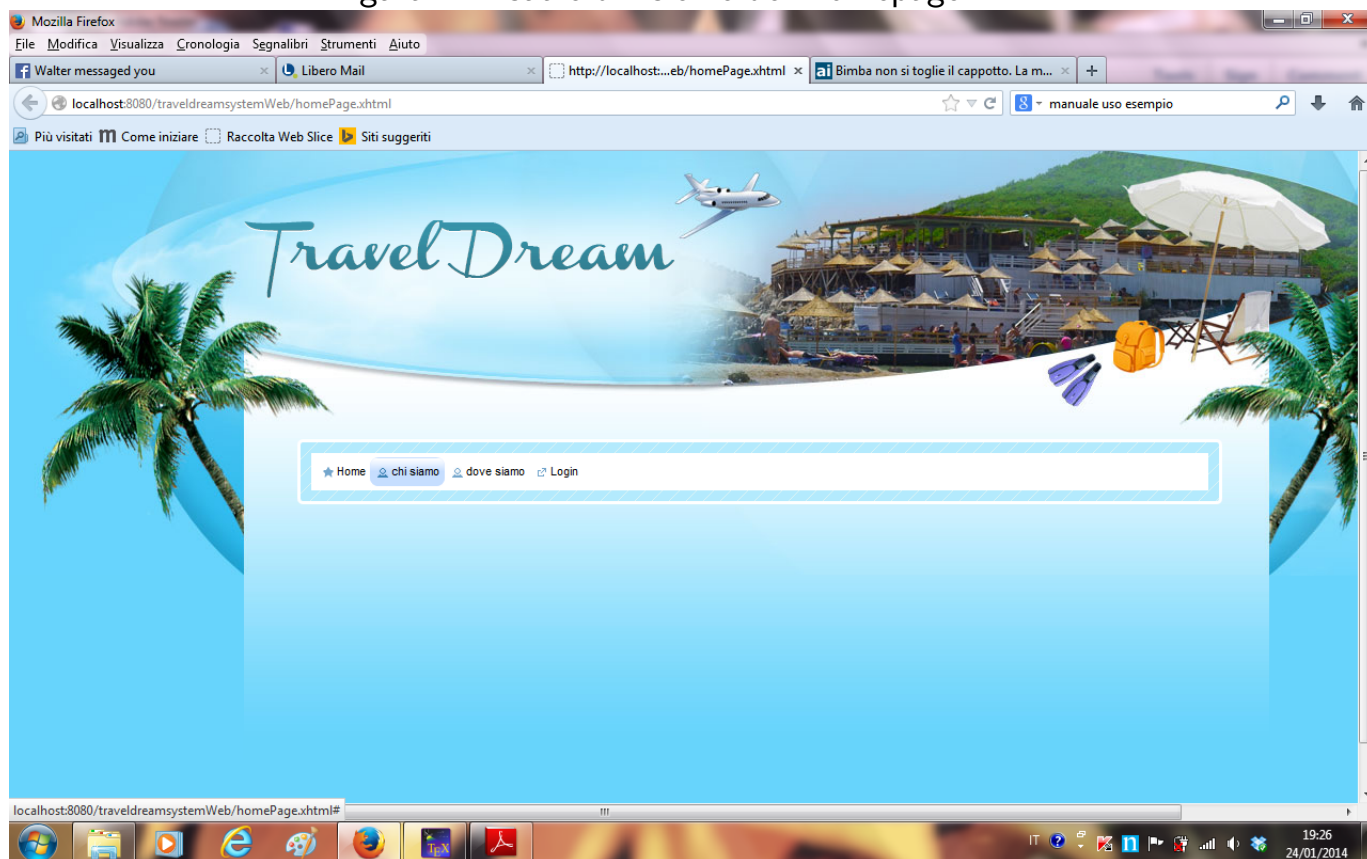 Mozilla Firefox
File Modifica Visualizza Cronologia Segnalibri Strumenti Aiuto
Walter messaged you
Libero Mail
http://localhost:...eb/homePage.xhtml
ai Bimba non si toglie il cappotto. La m...
localhost:8080/traveldreamsystemWeb/homePage.xhtml
manuale uso esempio
Più visitati
Come iniziare
Raccolta Web Slice
Siti suggeriti
TravelDream
Home
chi siamo
dove siamo
Login
localhost:8080/traveldreamsystemWeb/homePage.xhtml#
TEX
IT
19:26
24/01/2014